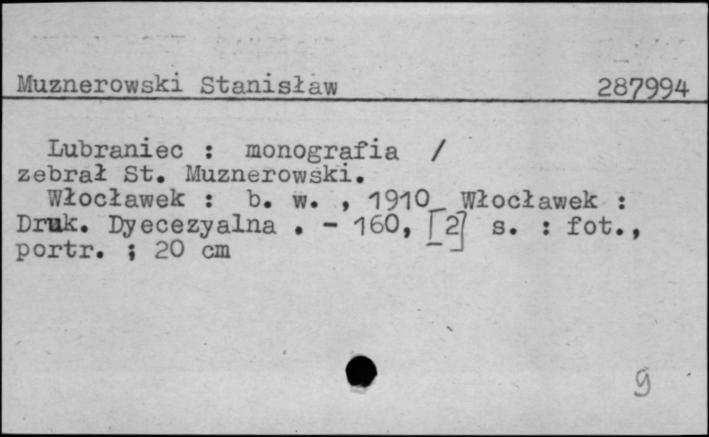 Muznerowski Stanisław 287994
Lubraniec : monografia /
zebrał St. Muznerowski.
Włocławek : b. w. , 1910_ Włocławek :
Druk. Dyecezyalna . - 160, [2] s. : fot.,
portr. ; 20 cm
9